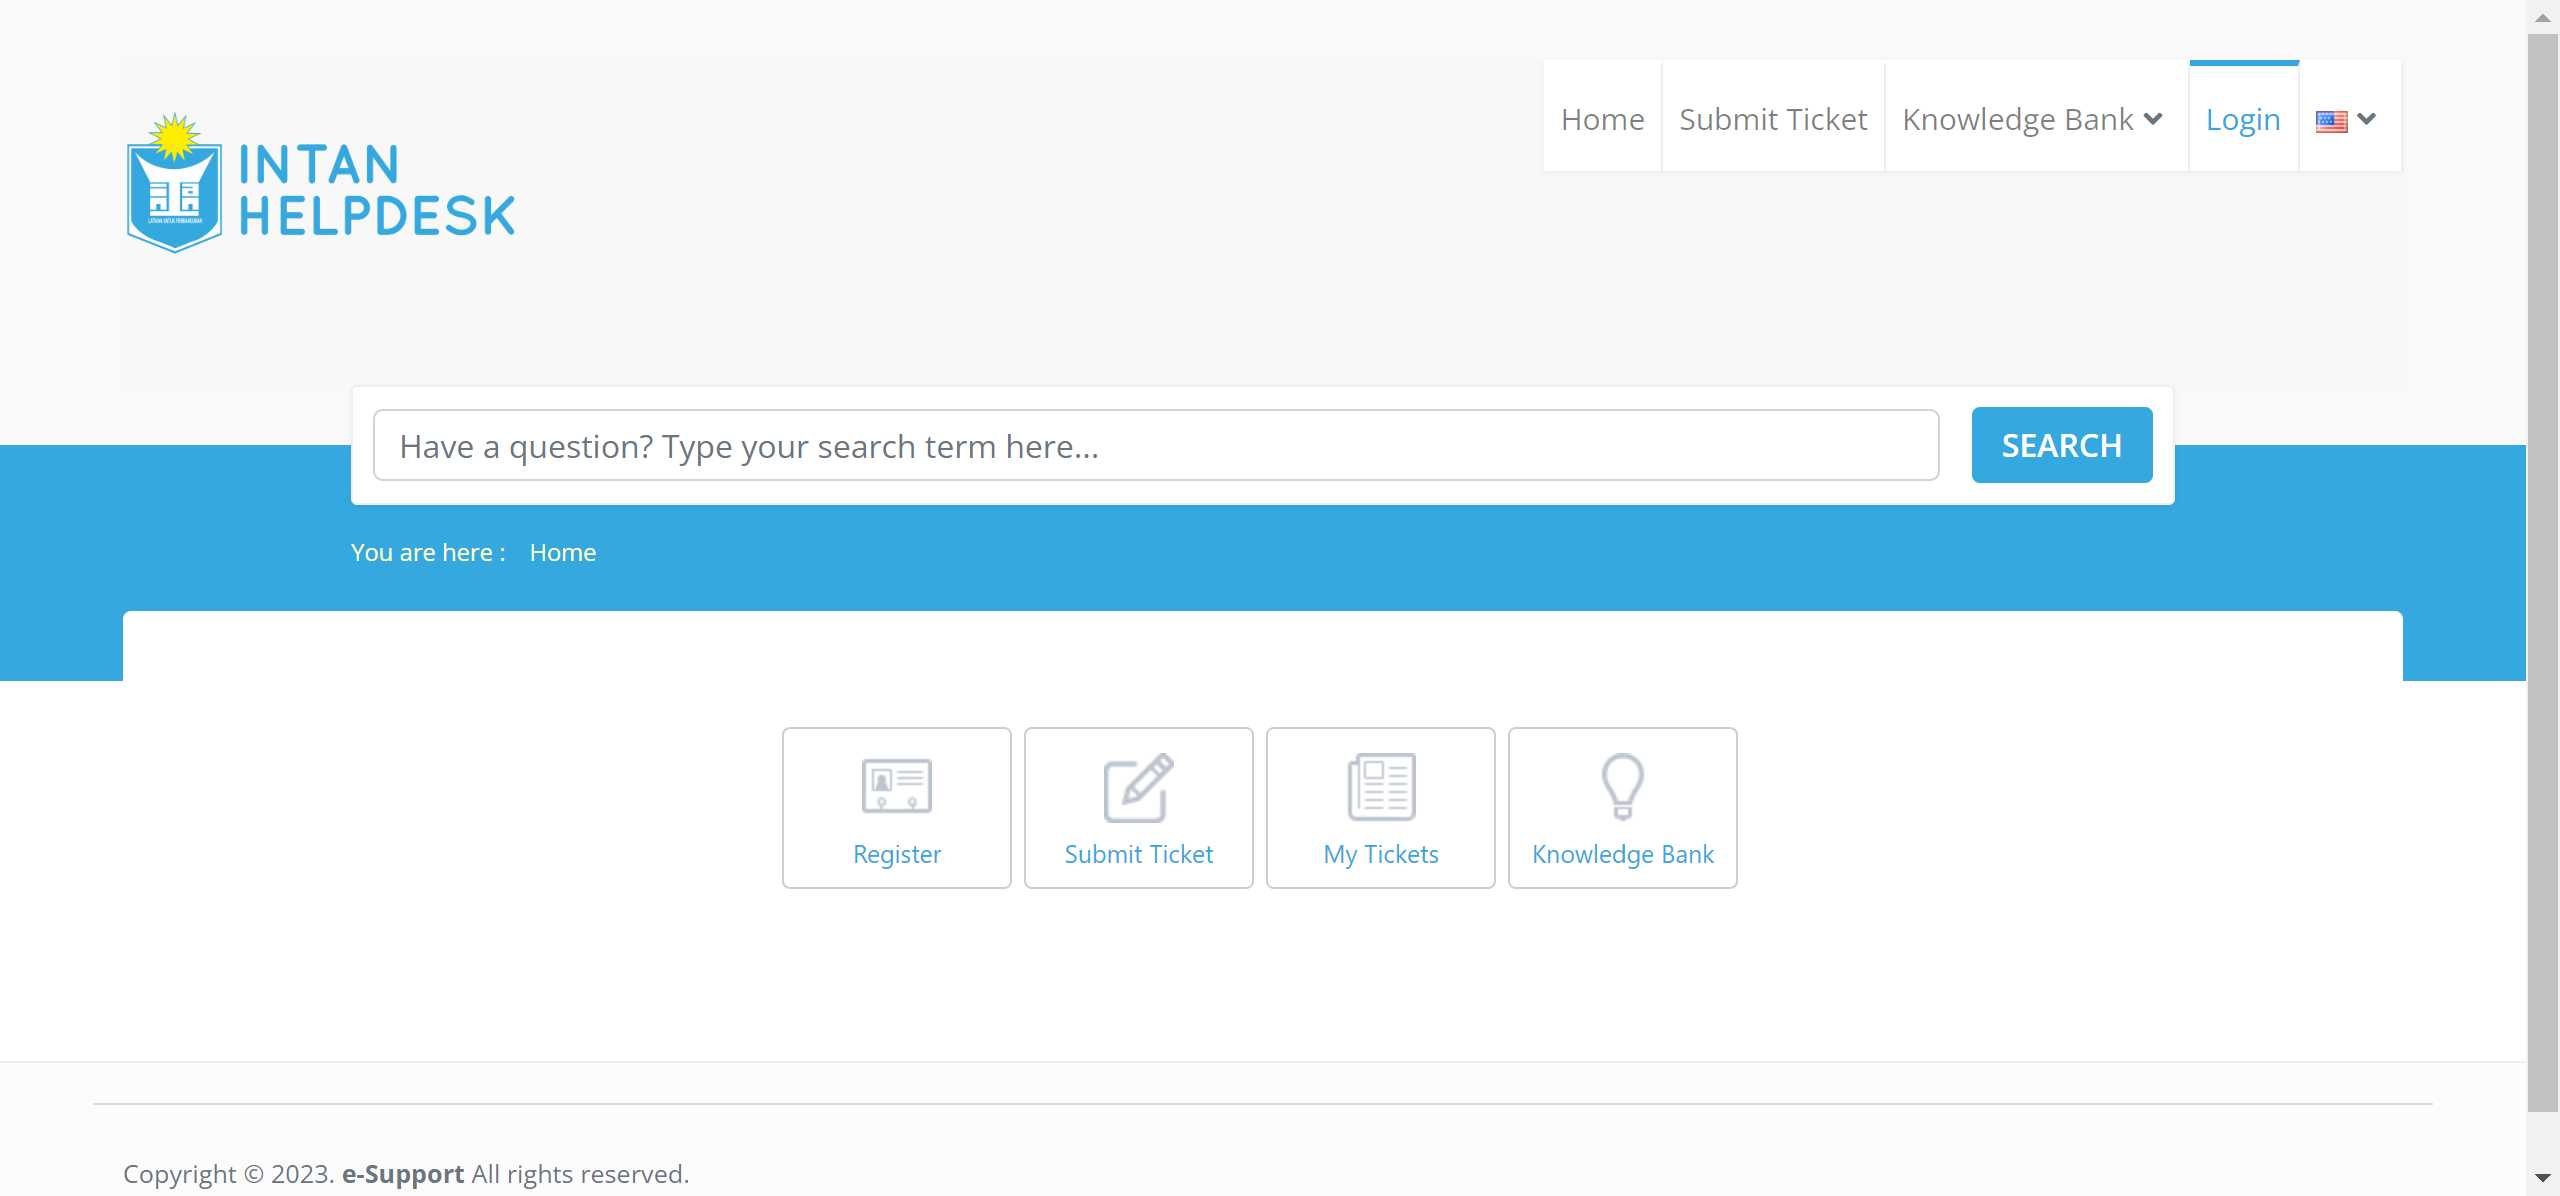 Home
Submit Ticket
Knowledge Bank
Login
INTAN
HELPDESK
Have a question? Type your search term here...
SEARCH
You are here : Home
Register
Submit Ticket
My Tickets
Knowledge Bank
Copyright © 2023. e-Support All rights reserved.